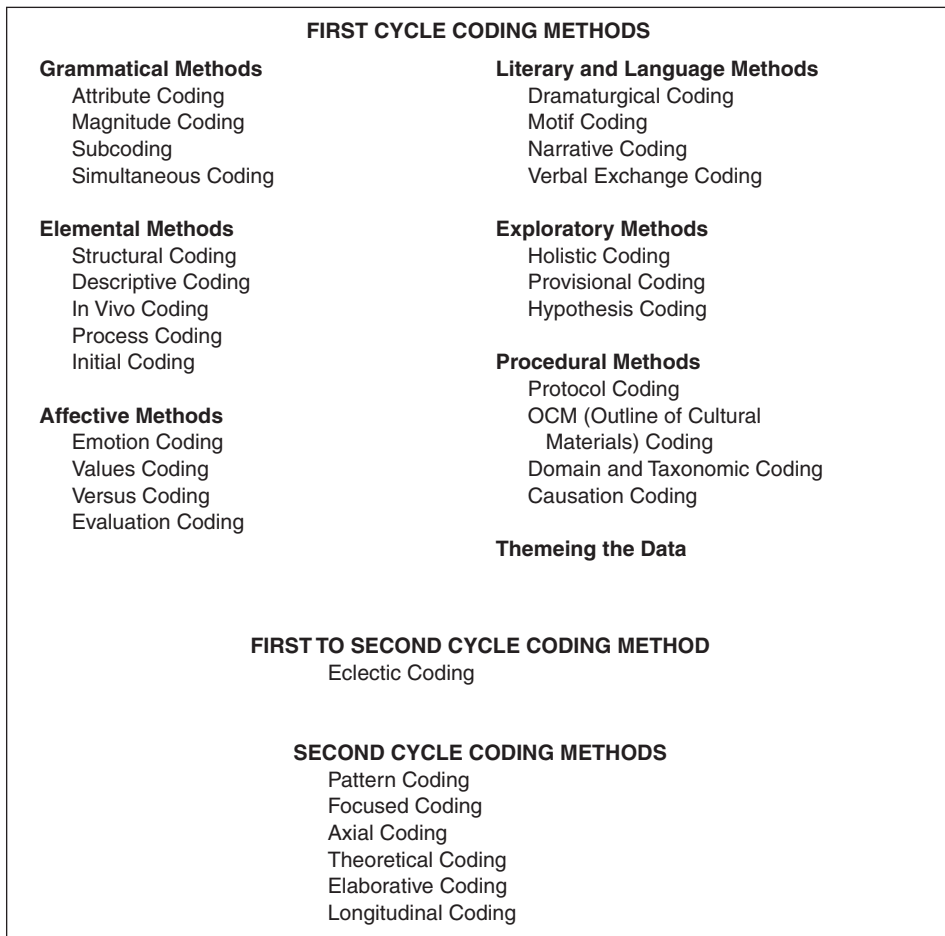 FIRST CYCLE CODING METHODS
Grammatical Methods
Attribute Coding
Magnitude Coding
Subcoding
Simultaneous Coding
Elemental Methods
Structural Coding
Descriptive Coding
In Vivo Coding
Process Coding
Initial Coding
Affective Methods
Emotion Coding
Values Coding
Versus Coding
Evaluation Coding
Literary and Language Methods
Dramaturgical Coding
Motif Coding
Narrative Coding
Verbal Exchange Coding
Exploratory Methods
Holistic Coding
Provisional Coding
Hypothesis Coding
Procedural Methods
Protocol Coding
OCM (Outline of Cultural
Materials) Coding
Domain and Taxonomic Coding
Causation Coding
Themeing the Data
FIRST TO SECOND CYCLE CODING METHOD
Eclectic Coding
SECOND CYCLE CODING METHODS
Pattern Coding
Focused Coding
Axial Coding
Theoretical Coding
Elaborative Coding
Longitudinal Coding